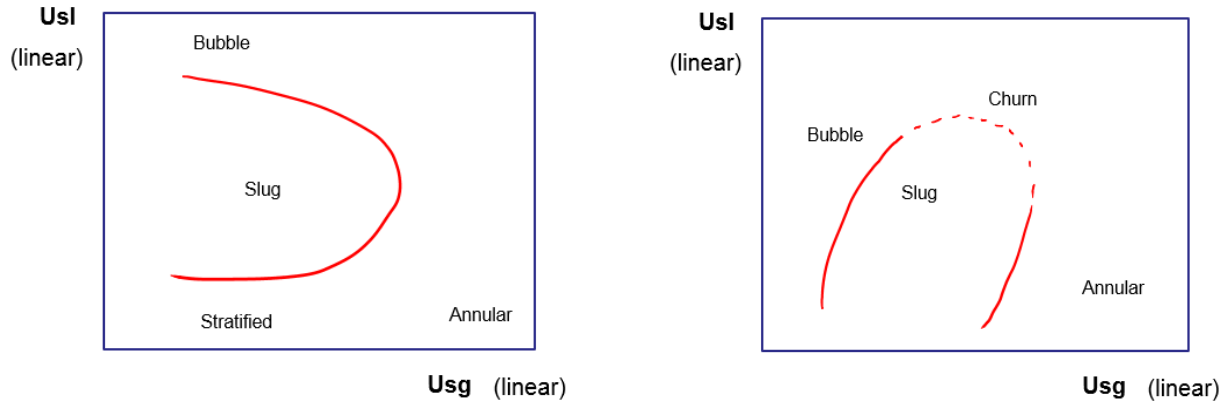 Usl
(linear)
Bubble
Slug
Stratified
Annular
Usg (linear)
Usl
(linear)
Churn
Bubble
Slug
Annular
Usg (linear)